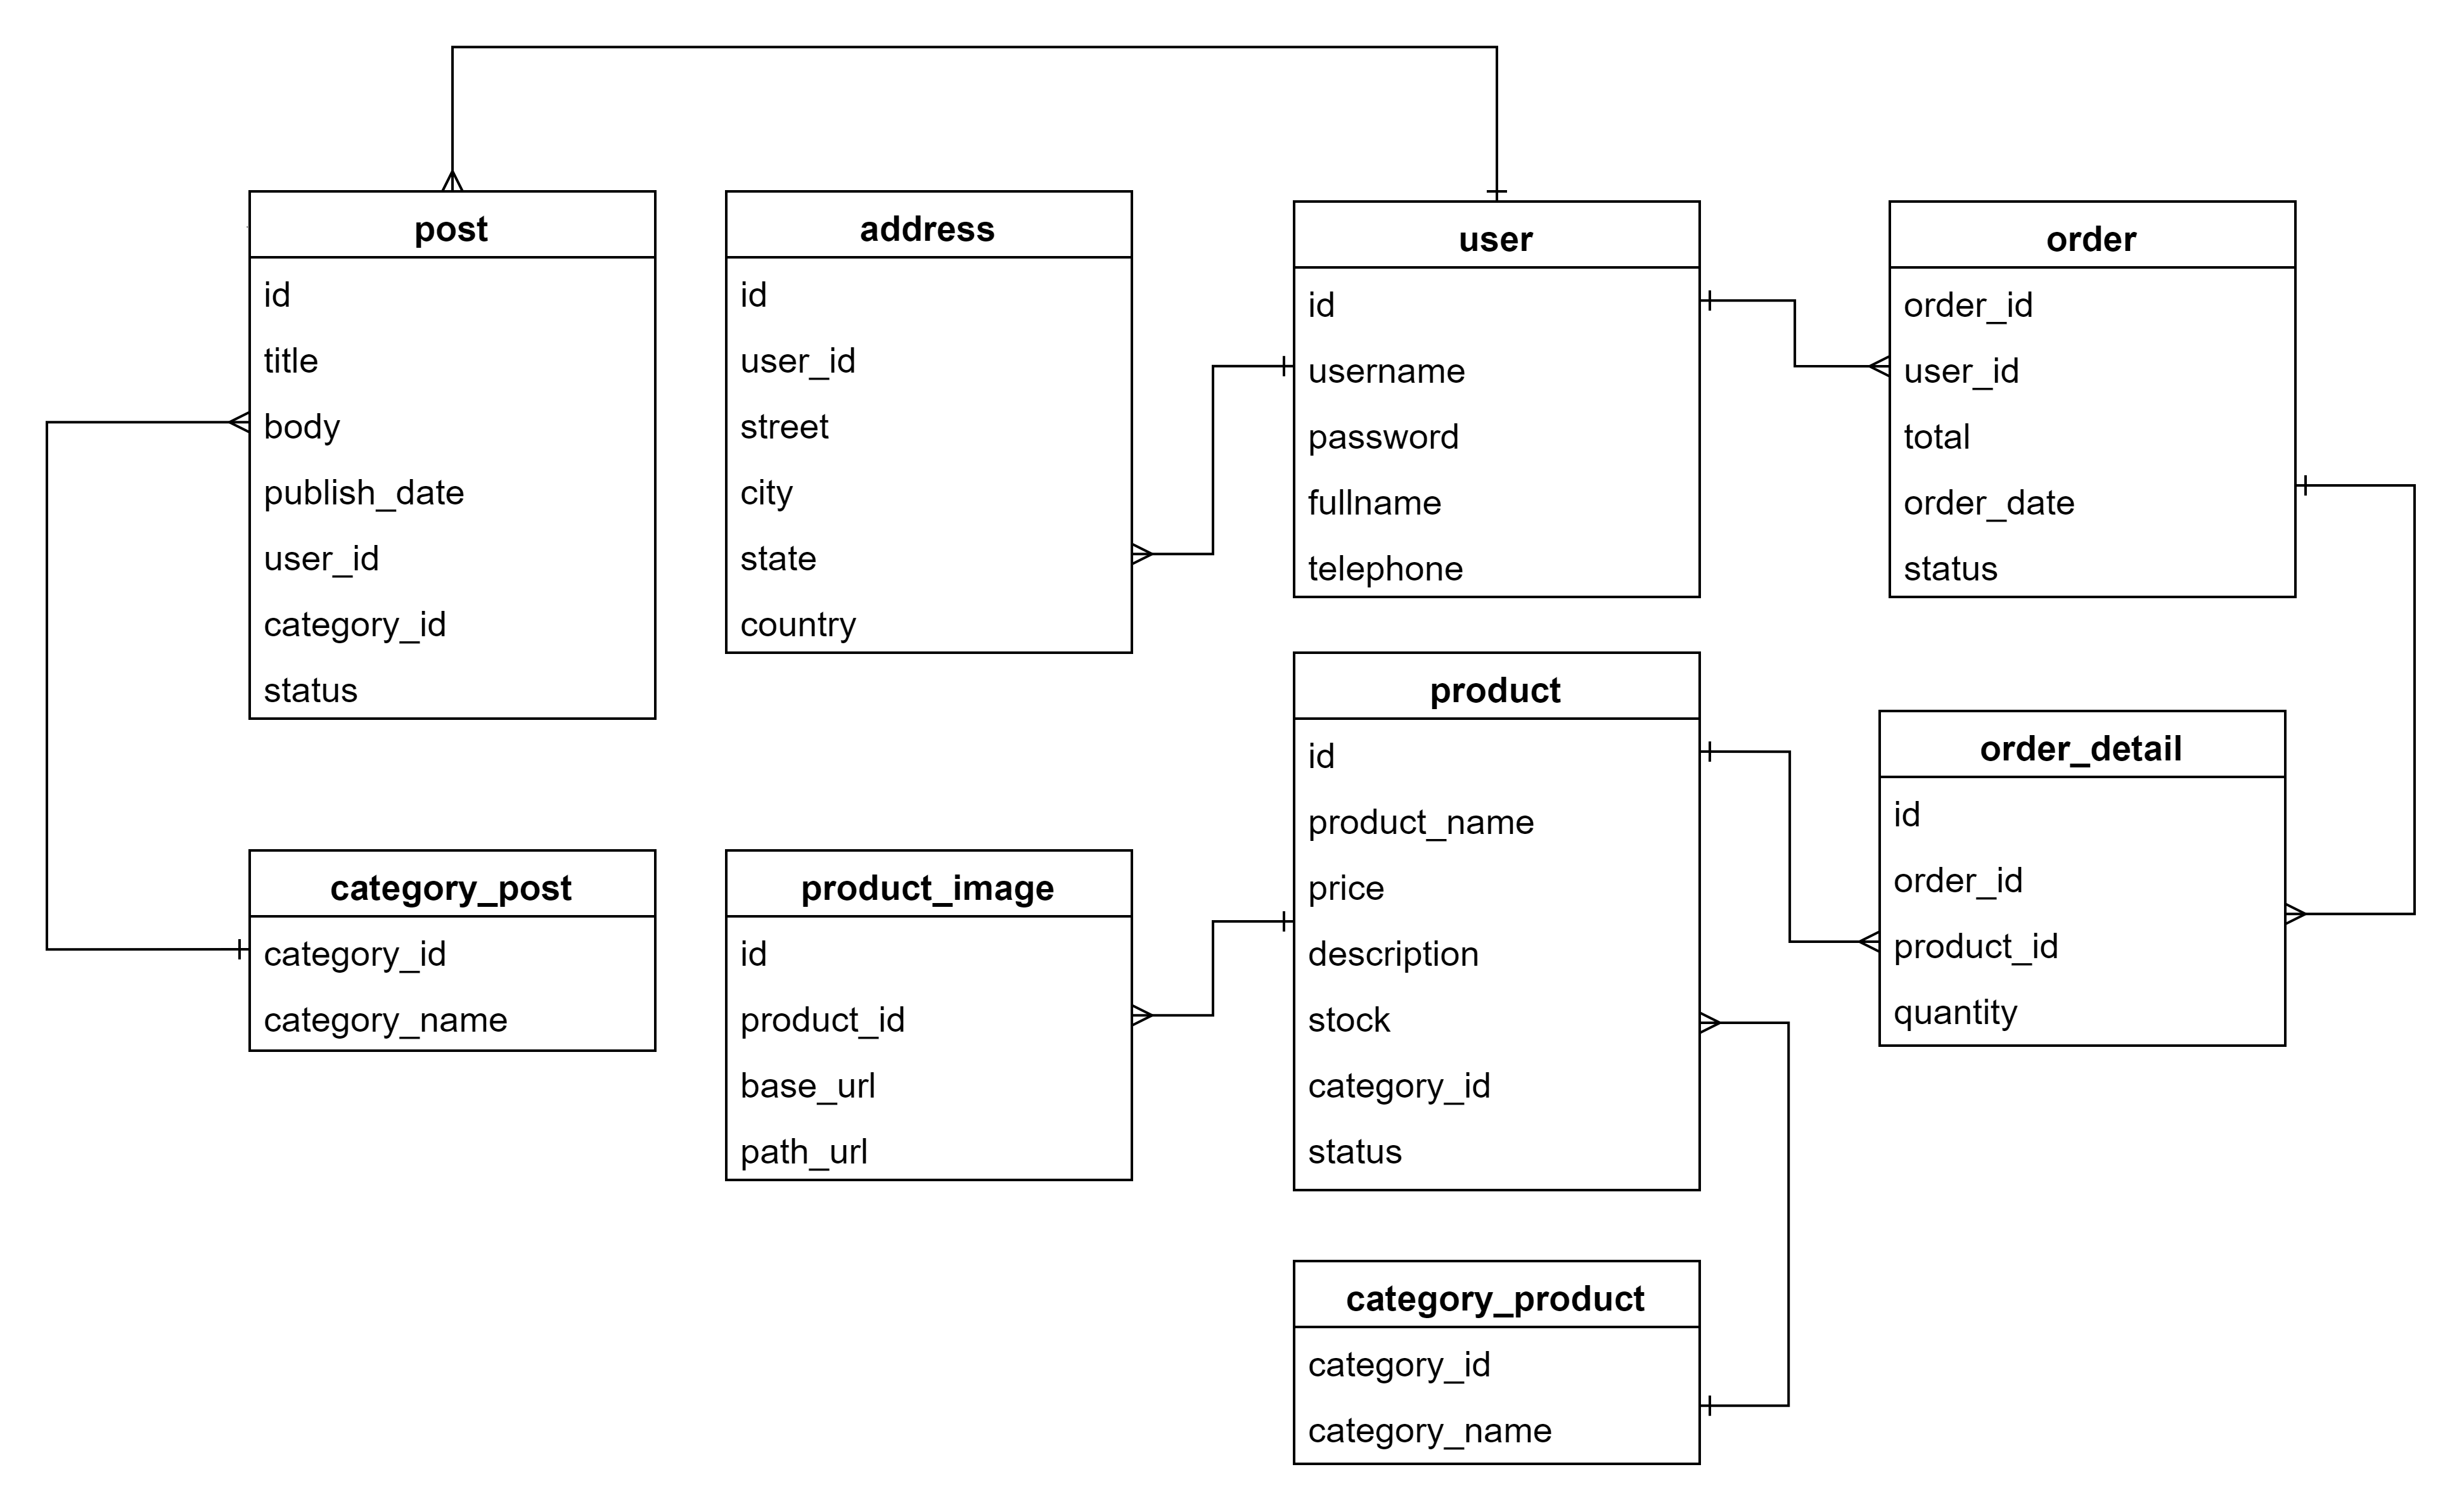 post
id
title
body
publish_date
user_id
category_id
status
address
id
user_id
street
city
state
country
user
id
username
password
fullname
telephone
order
order_id
user_id
total
order_date
status
category_post
category_id
category_name
product_image
id
product_id
base_url
path_url
product
id
product_name
price
description
stock
category_id
status
order_detail
id
order_id
product_id
quantity
category_product
category_id
category_name